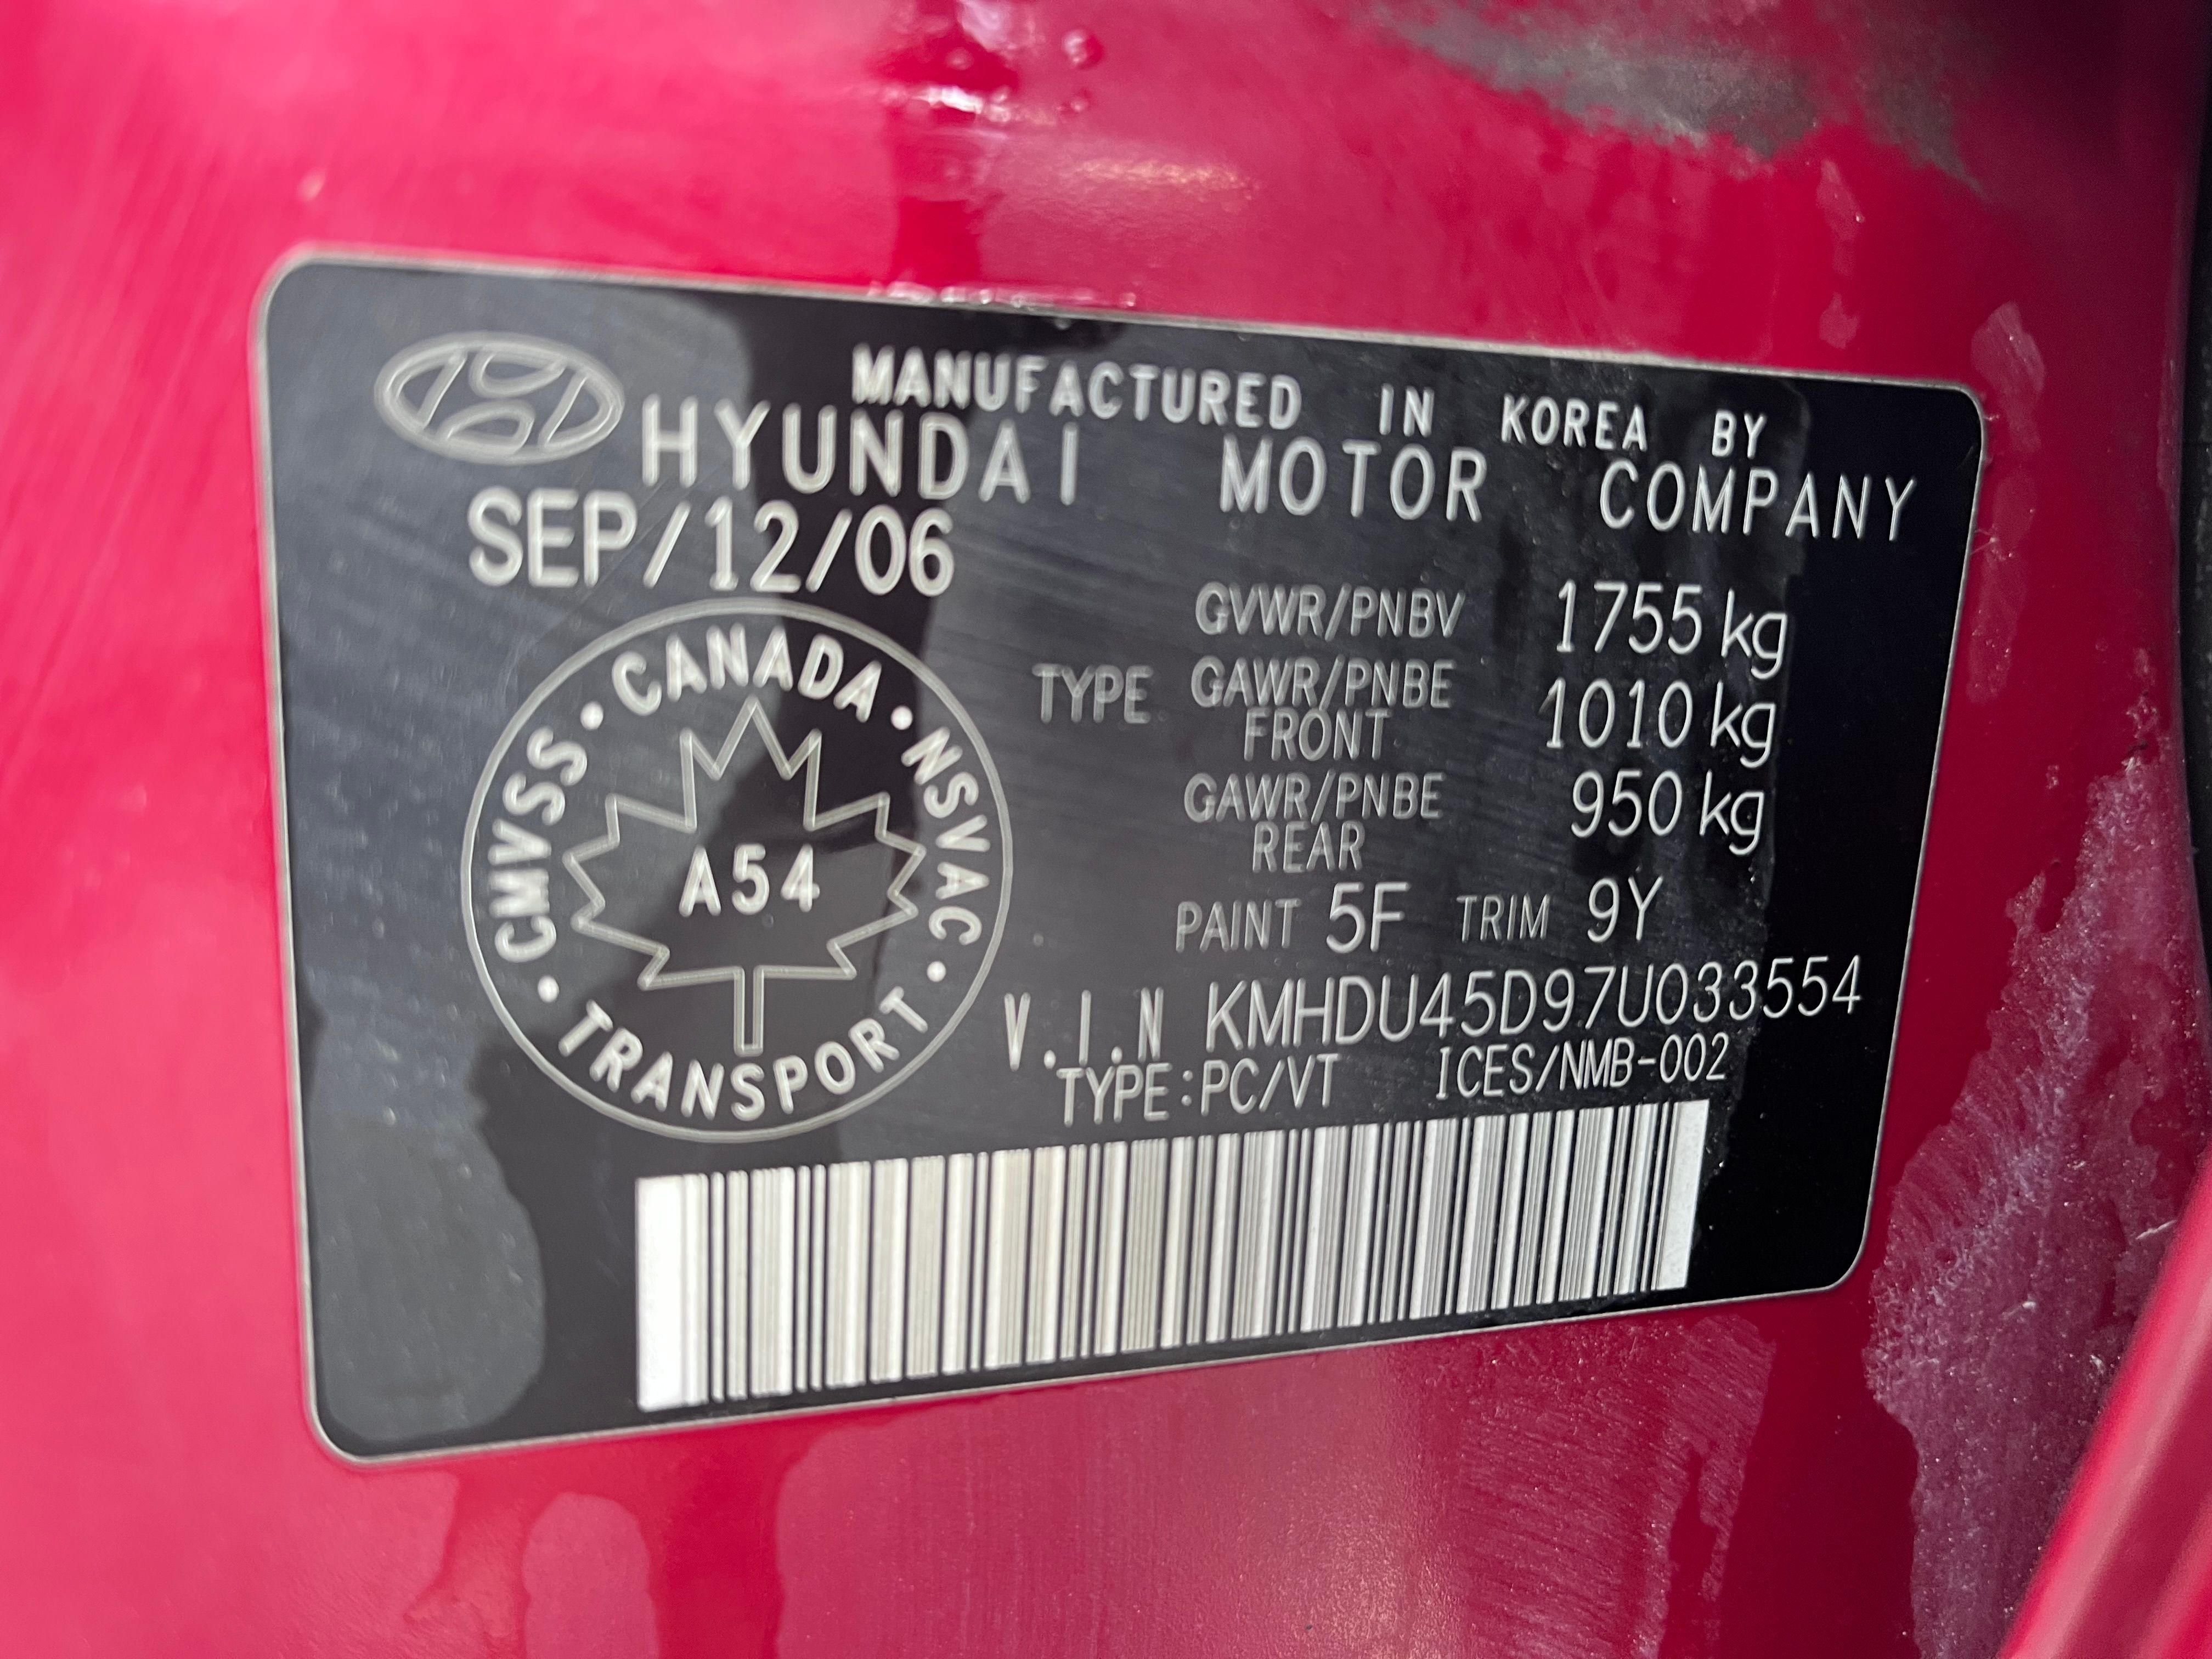 MANUFACTURED IN KOREA BY
HYUNDAI MOTOR COMPANY
SEP/12/06
CMVSS · CANADA · NSVAC · TRANSPORT ·
A54
GVWR/PNBV 1755 kg
TYPE GAWR/PNBE 1010 kg
FRONT
GAWR/PNBE 950 kg
REAR
PAINT 5F TRIM 9Y
V.I.N KMHDU45D97U033554
TYPE:PC/VT ICES/NMB-002